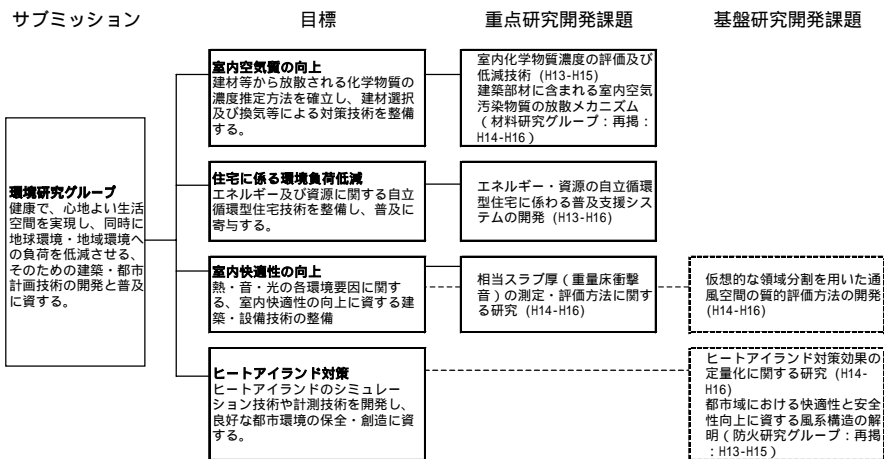 サブミッション
目標
重点研究開発課題
基盤研究開発課題
環境研究グループ
健康で、心地よい生活
空間を実現し、同時に
地球環境・地域環境へ
の負荷を低減させる、
そのための建築・都市
計画技術の開発と普及
に資する。
室内空気質の向上
建材等から放散される化学物質の
濃度推定方法を確立し、建材選択
及び換気等による対策技術を整備
する。
室内化学物質濃度の評価及び
低減技術 (H13-H15)
建築部材に含まれる室内空気
汚染物質の放散メカニズム
(材料研究グループ:再掲:
H14-H16)
住宅に係る環境負荷低減
エネルギー及び資源に関する自立
循環型住宅技術を整備し、普及に
寄与する。
エネルギー・資源の自立循環
型住宅に係わる普及支援シス
テムの開発 (H13-H16)
室内快適性の向上
熱・音・光の各環境要因に関す
る、室内快適性の向上に資する建
築・設備技術の整備
相当スラブ厚(重量床衝撃
音)の測定・評価方法に関す
る研究 (H14-H16)
仮想的な領域分割を用いた通
風空間の質的評価方法の開発
(H14-H16)
ヒートアイランド対策
ヒートアイランドのシミュレー
ション技術や計測技術を開発し、
良好な都市環境の保全・創造に資
する。
ヒートアイランド対策効果の
定量化に関する研究 (H14-
H16)
都市域における快適性と安全
性向上に資する風系構造の解
明(防火研究グループ:再掲
:H13-H15)